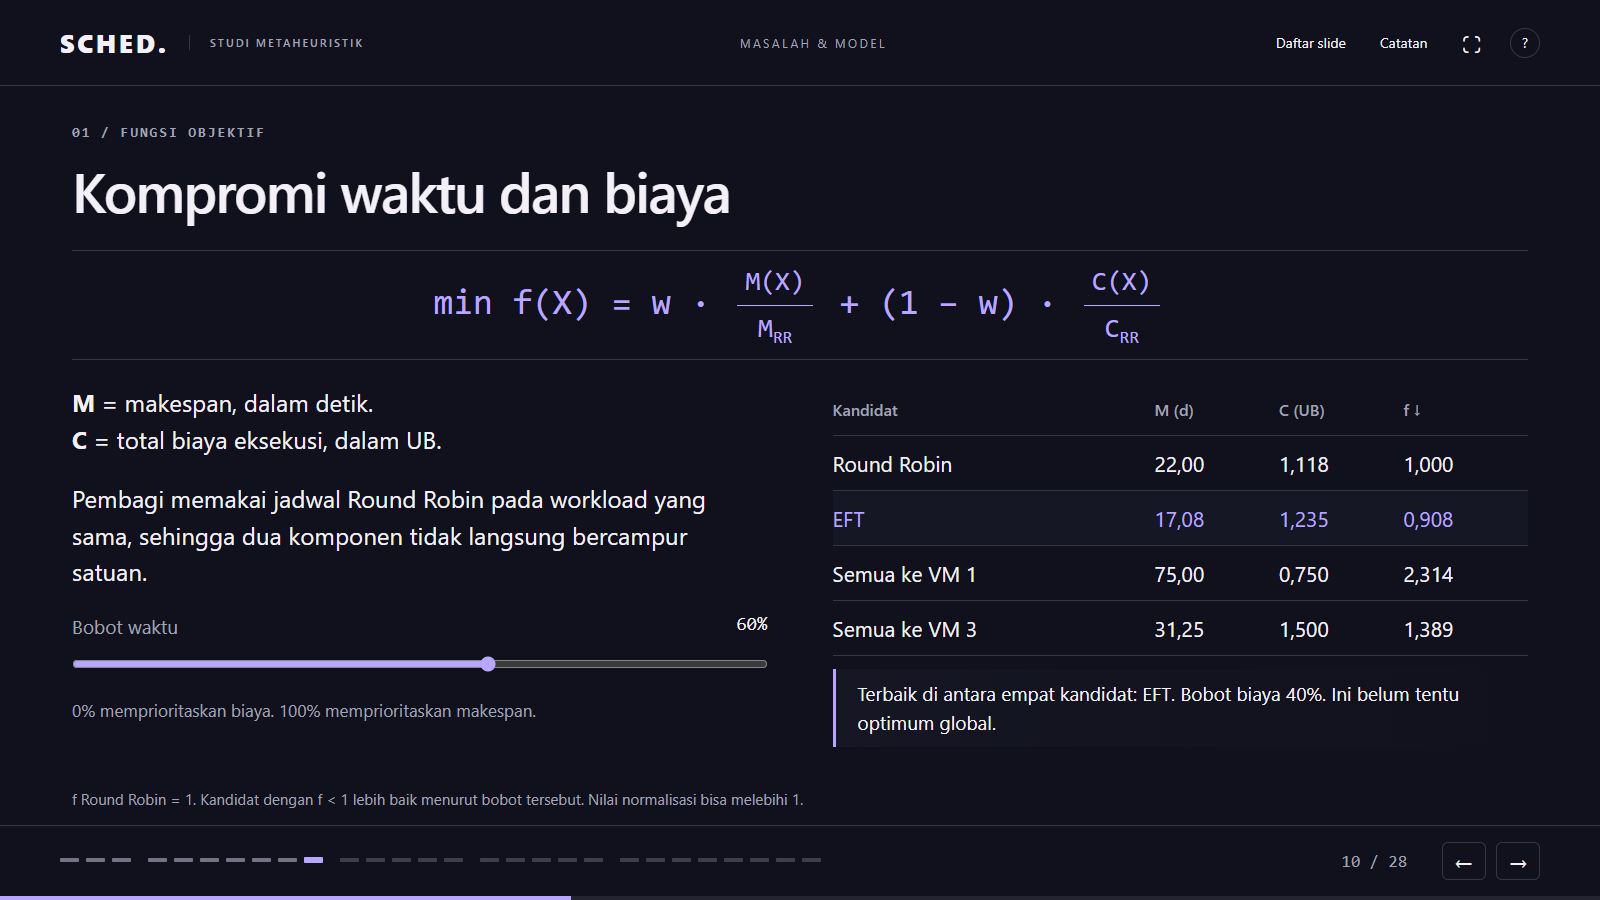 SCHED.
STUDI METAHEURISTIK
MASALAH & MODEL
Daftar slide
Catatan
?
01 / FUNGSI OBJEKTIF
Kompromi waktu dan biaya
min f(X) = w · M(X) / M_RR + (1 − w) · C(X) / C_RR
M = makespan, dalam detik.
C = total biaya eksekusi, dalam UB.
Pembagi memakai jadwal Round Robin pada workload yang
sama, sehingga dua komponen tidak langsung bercampur
satuan.
Bobot waktu 60%
0% memprioritaskan biaya. 100% memprioritaskan makespan.
Kandidat M (d) C (UB) f ↓
Round Robin 22,00 1,118 1,000
EFT 17,08 1,235 0,908
Semua ke VM 1 75,00 0,750 2,314
Semua ke VM 3 31,25 1,500 1,389
Terbaik di antara empat kandidat: EFT. Bobot biaya 40%. Ini belum tentu
optimum global.
f Round Robin = 1. Kandidat dengan f < 1 lebih baik menurut bobot tersebut. Nilai normalisasi bisa melebihi 1.
10 / 28
← →